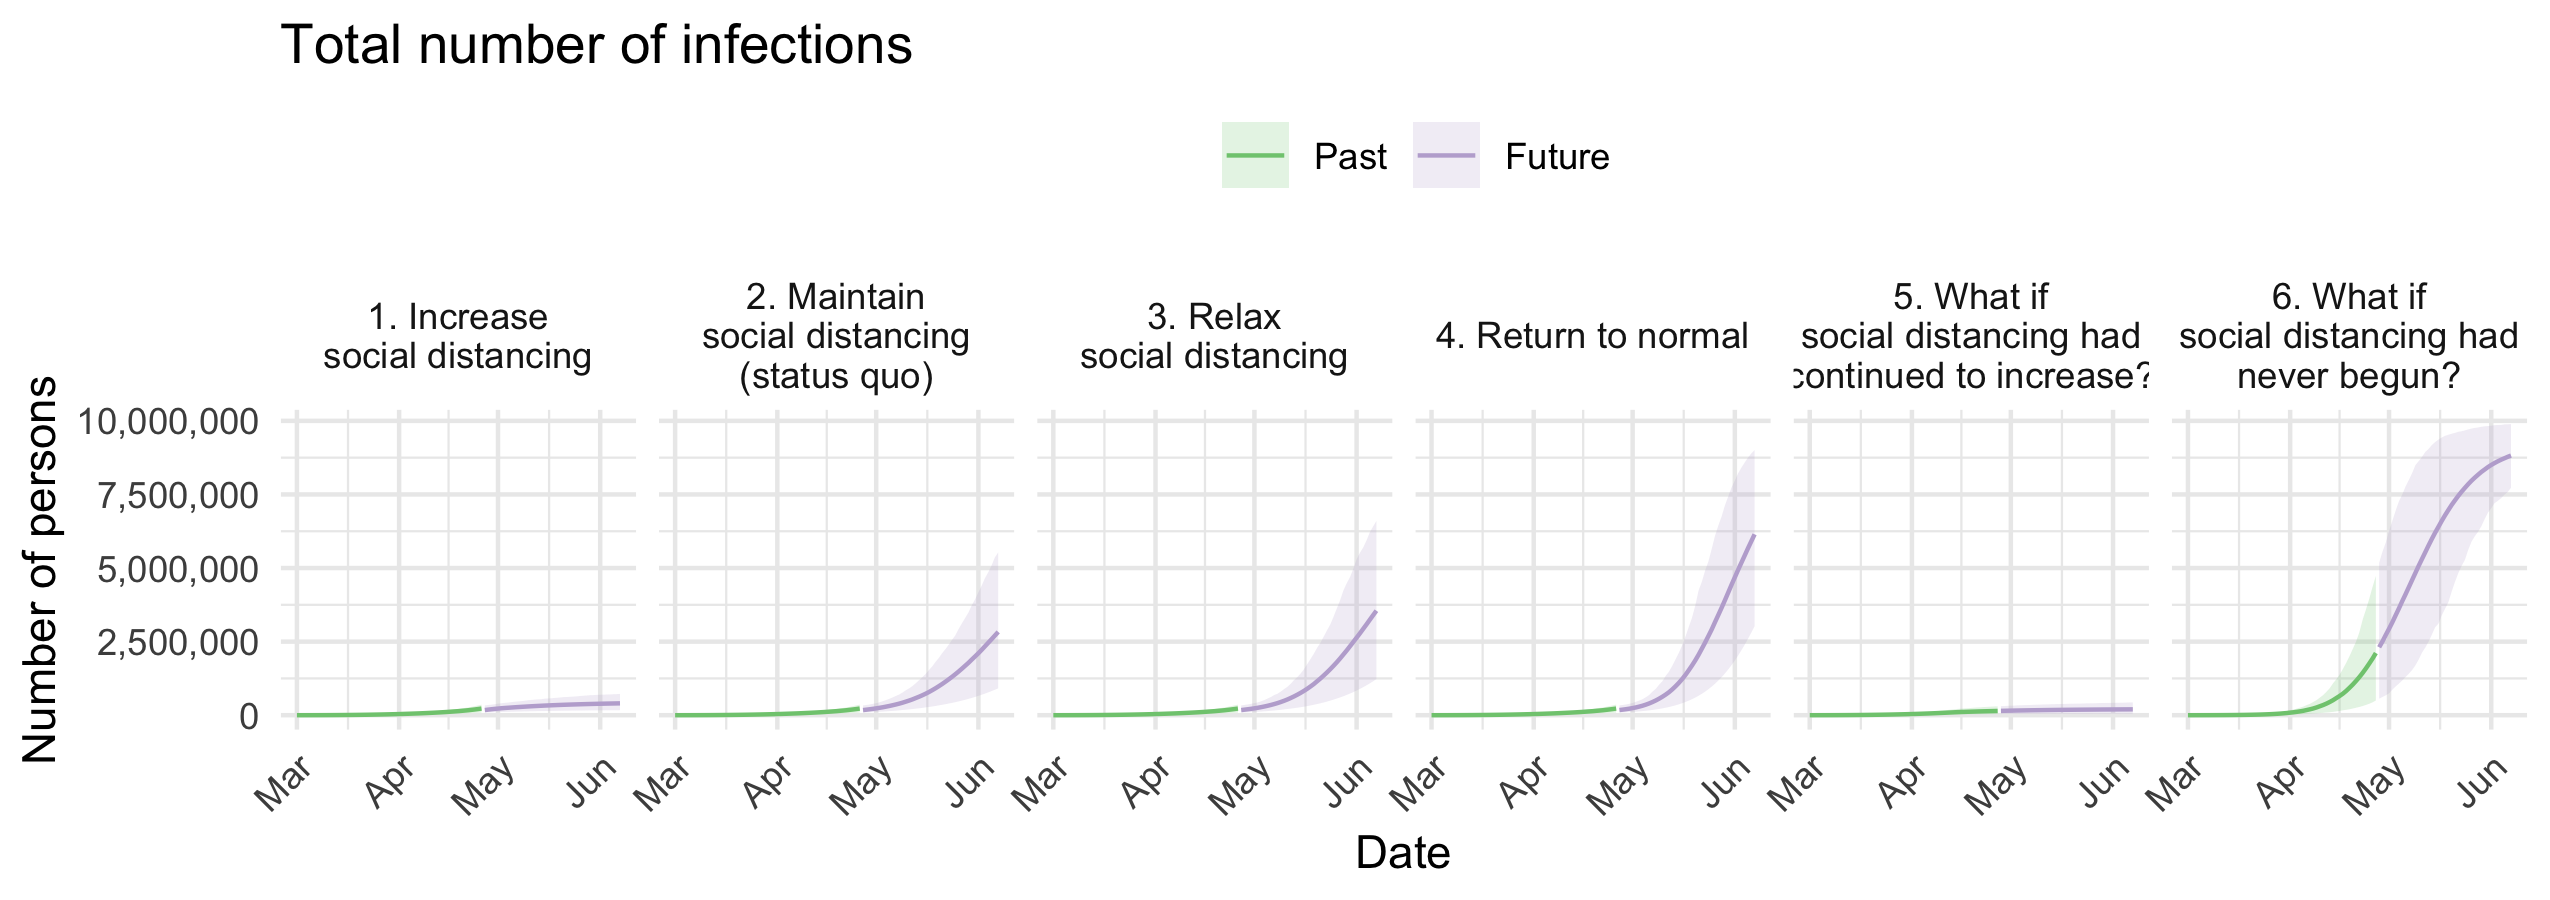 Total number of infections
Past
Future
1. Increase
social distancing
2. Maintain
social distancing
(status quo)
3. Relax
social distancing
4. Return to normal
5. What if
social distancing had
continued to increase?
6. What if
social distancing had
never begun?
Number of persons
10,000,000
7,500,000
5,000,000
2,500,000
0
Mar Apr May Jun Mar Apr May Jun Mar Apr May Jun Mar Apr May Jun Mar Apr May Jun Mar Apr May Jun
Date